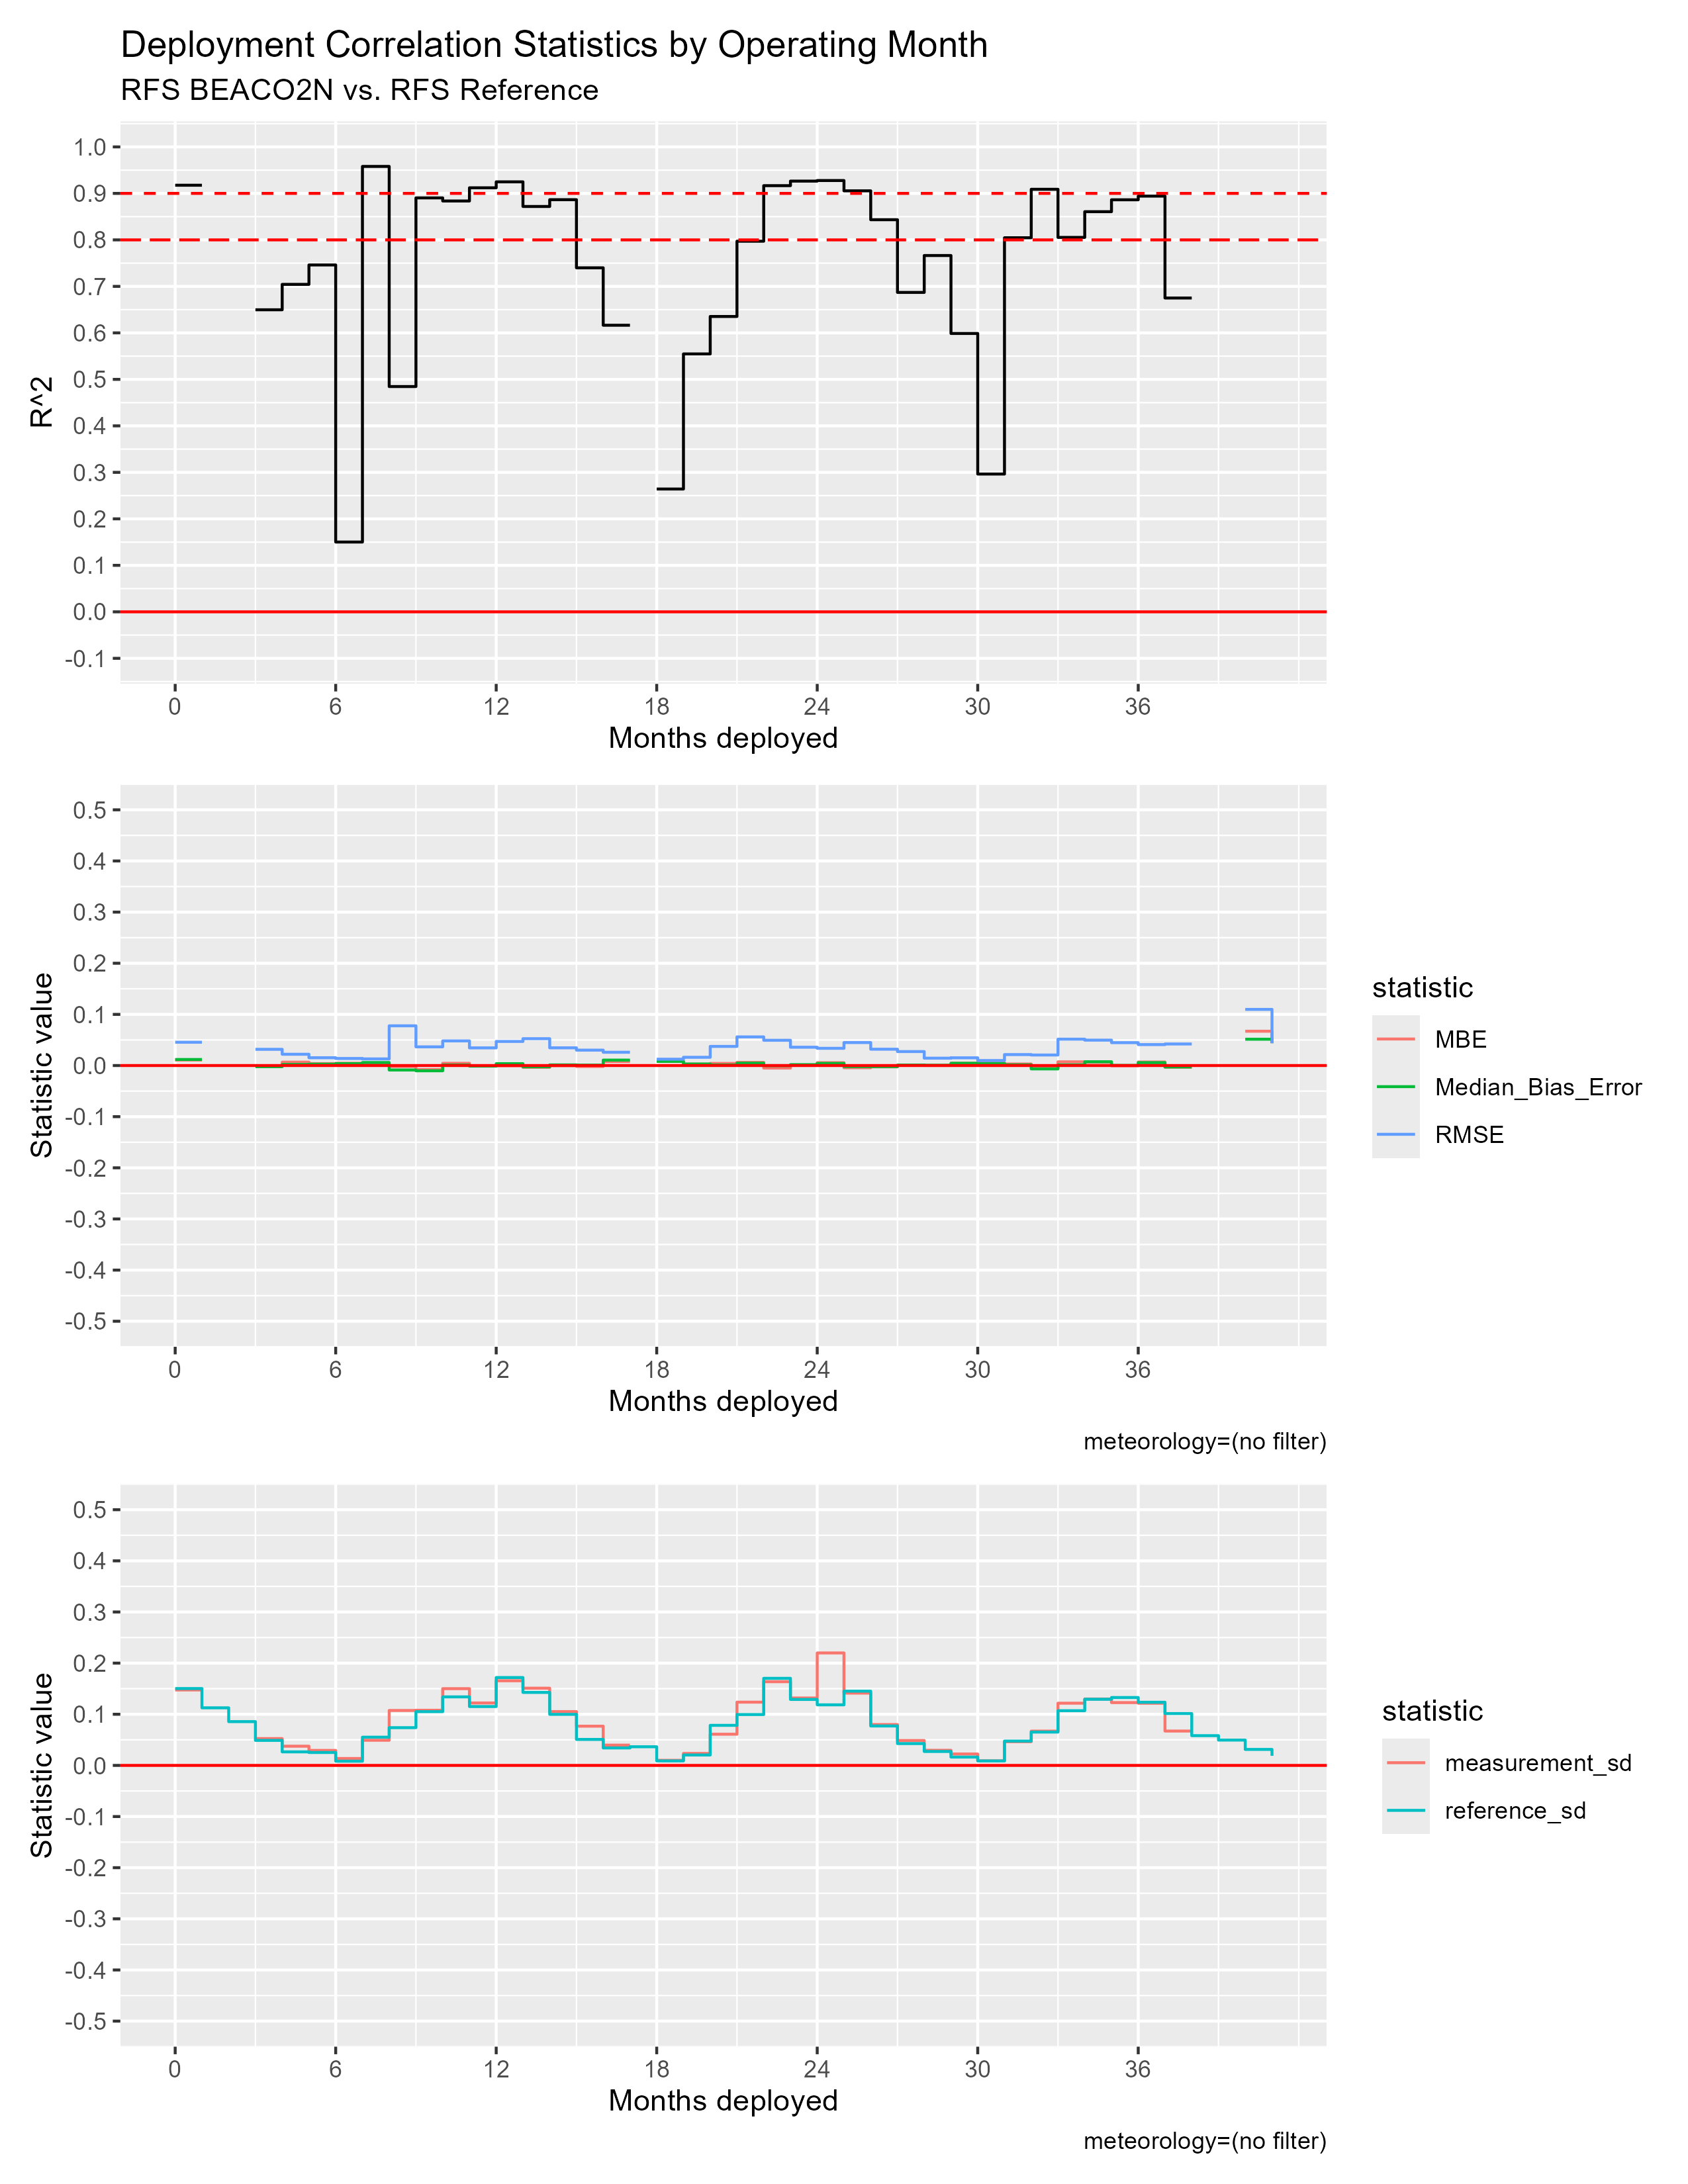 Deployment Correlation Statistics by Operating Month
RFS BEACO2N vs. RFS Reference
1.0
0.9
0.8
0.7
0.6
0.5
0.4
0.3
0.2
0.1
0.0
-0.1
R^2
0 6 12 18 24 30 36
Months deployed
0.5
0.4
0.3
0.2
0.1
0.0
-0.1
-0.2
-0.3
-0.4
-0.5
Statistic value
0 6 12 18 24 30 36
Months deployed
meteorology=(no filter)
statistic
MBE
Median_Bias_Error
RMSE
0.5
0.4
0.3
0.2
0.1
0.0
-0.1
-0.2
-0.3
-0.4
-0.5
Statistic value
0 6 12 18 24 30 36
Months deployed
meteorology=(no filter)
statistic
measurement_sd
reference_sd